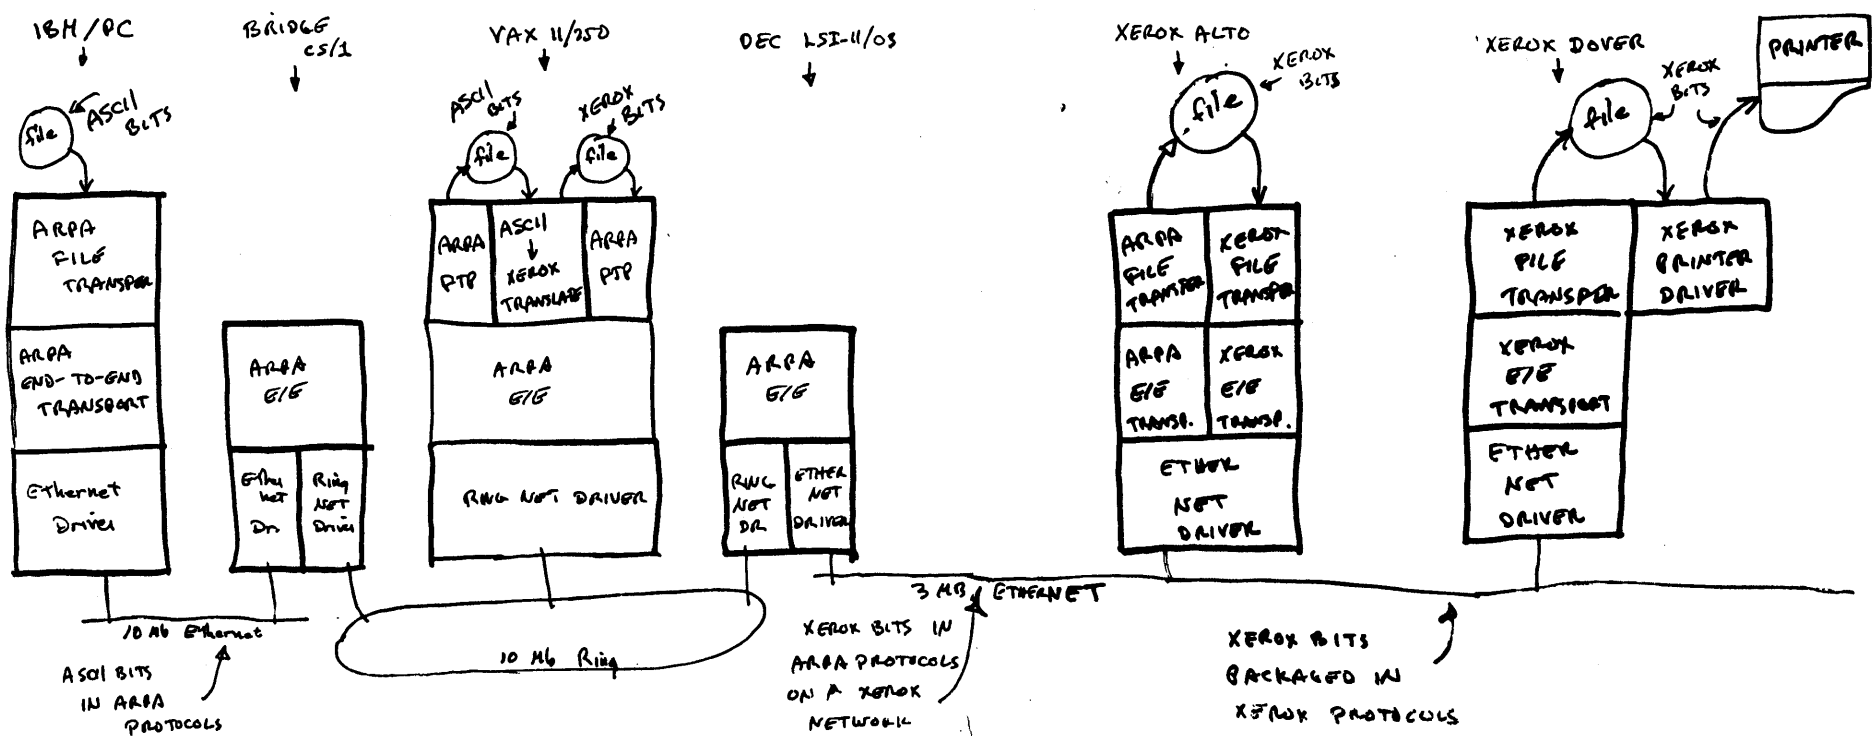 IBM/PC
BRIDGE
CS/1
VAX 11/250
DEC LSI-11/03
XEROX ALTO
XEROX DOVER
PRINTER
file
ASCII
BITS
ASCII
BITS
file
XEROX
BITS
file
XEROX
BITS
file
XEROX
BITS
file
ARPA
FILE
TRANSFER
ARPA
END-TO-END
TRANSPORT
Ethernet
Driver
ARPA
E/E
Ether
net
Dr.
Ring
NET
Driver
ARPA
FTP
ASCII
XEROX
TRANSLATE
ARPA
FTP
ARPA
E/E
RING NET DRIVER
ARPA
E/E
RING
NET
DR.
ETHER
NET
DRIVER
ARPA
FILE
TRANSFER
XEROX
FILE
TRANSFER
ARPA
E/E
TRANSP.
XEROX
E/E
TRANSP.
ETHER
NET
DRIVER
XEROX
FILE
TRANSFER
XEROX
PRINTER
DRIVER
XEROX
E/E
TRANSPORT
ETHER
NET
DRIVER
10 Mb Ethernet
ASCII BITS
IN ARPA
PROTOCOLS
10 Mb Ring
3 MB ETHERNET
XEROX BITS IN
ARPA PROTOCOLS
ON A XEROX
NETWORK
XEROX BITS
PACKAGED IN
XEROX PROTOCOLS